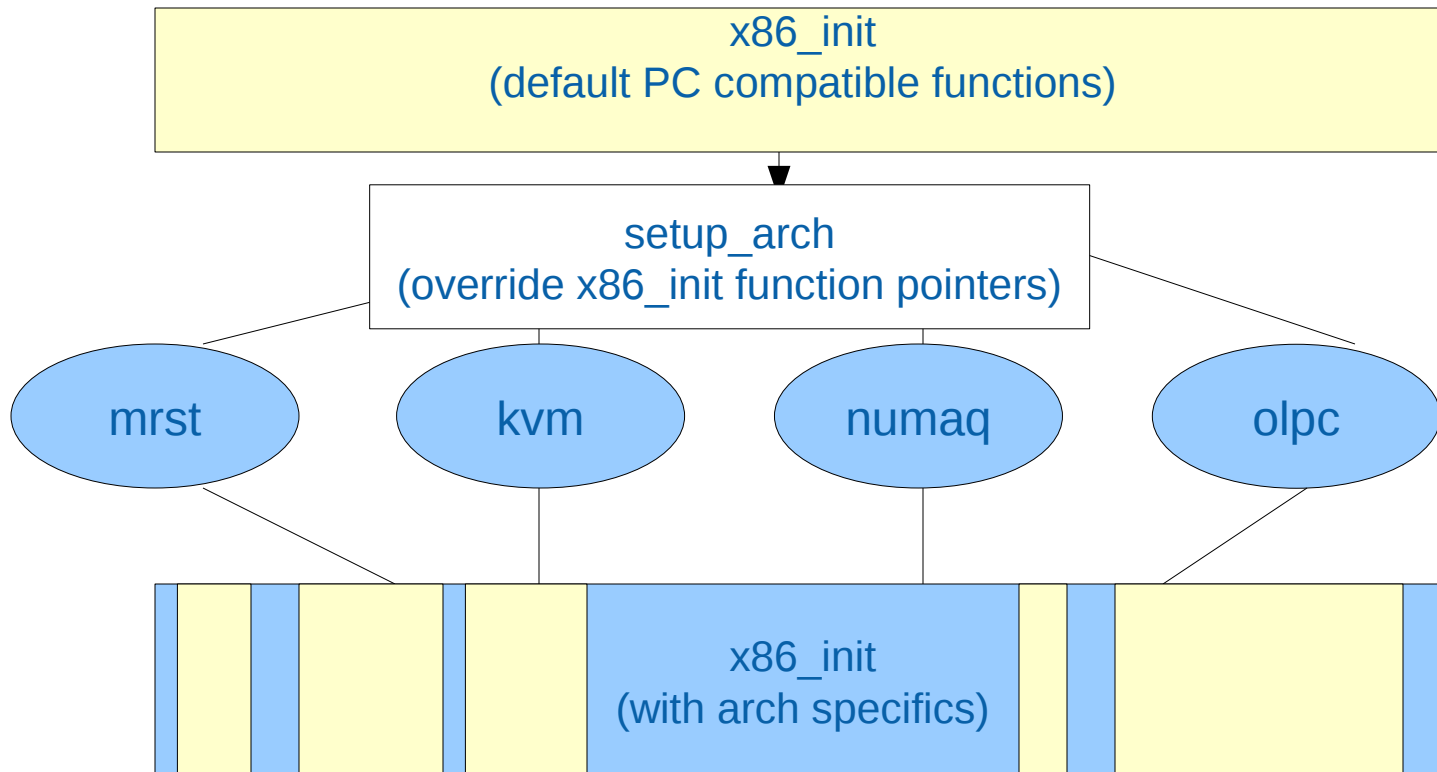 x86_init
(default PC compatible functions)
setup_arch
(override x86_init function pointers)
mrst
kvm
numaq
olpc
x86_init
(with arch specifics)